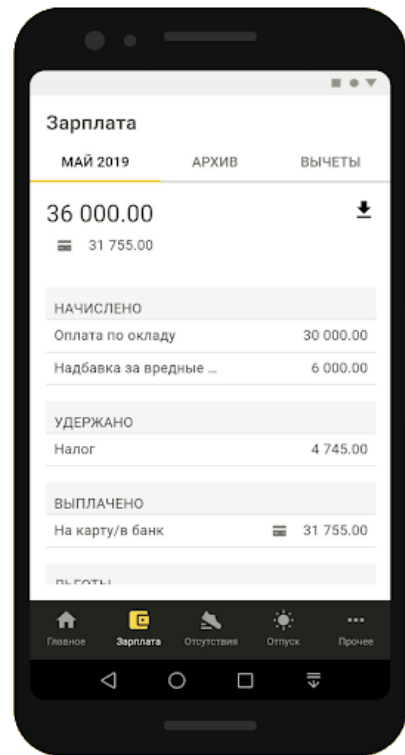 Зарплата
МАЙ 2019 АРХИВ ВЫЧЕТЫ
36 000.00
31 755.00
НАЧИСЛЕНО
Оплата по окладу 30 000.00
Надбавка за вредные ... 6 000.00
УДЕРЖАНО
Налог 4 745.00
ВЫПЛАЧЕНО
На карту/в банк 31 755.00
ЛЬГОТЫ
Главное Зарплата Отсутствия Отпуск Прочее